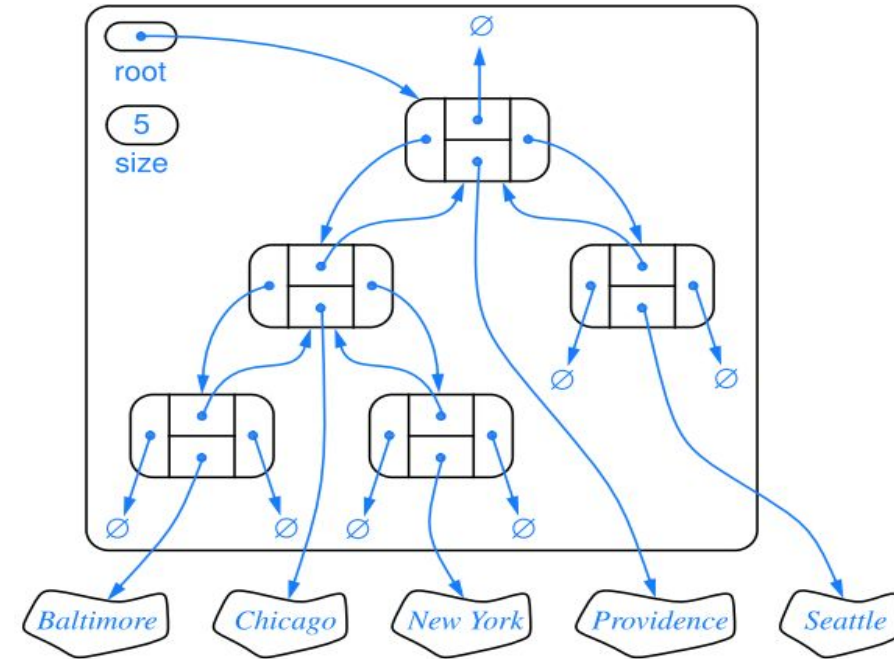 ∅
root
5
size
∅
∅
∅
∅
∅
∅
Baltimore
Chicago
New York
Providence
Seattle